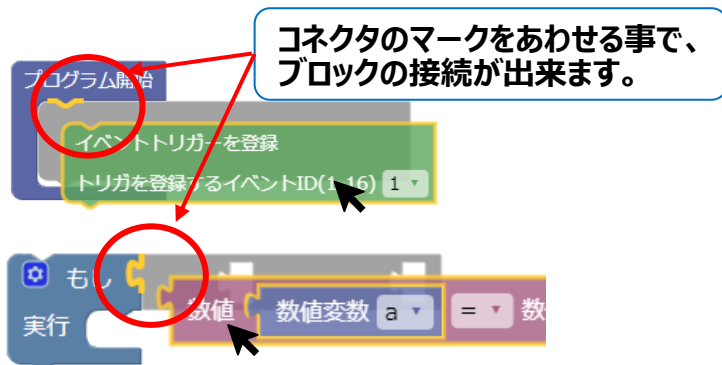 コネクタのマークをあわせる事で、
ブロックの接続が出来ます。
プログラム開始
イベントトリガーを登録
トリガを登録するイベントID(1-16) 1
もし
数値 数値変数 a = 数
実行